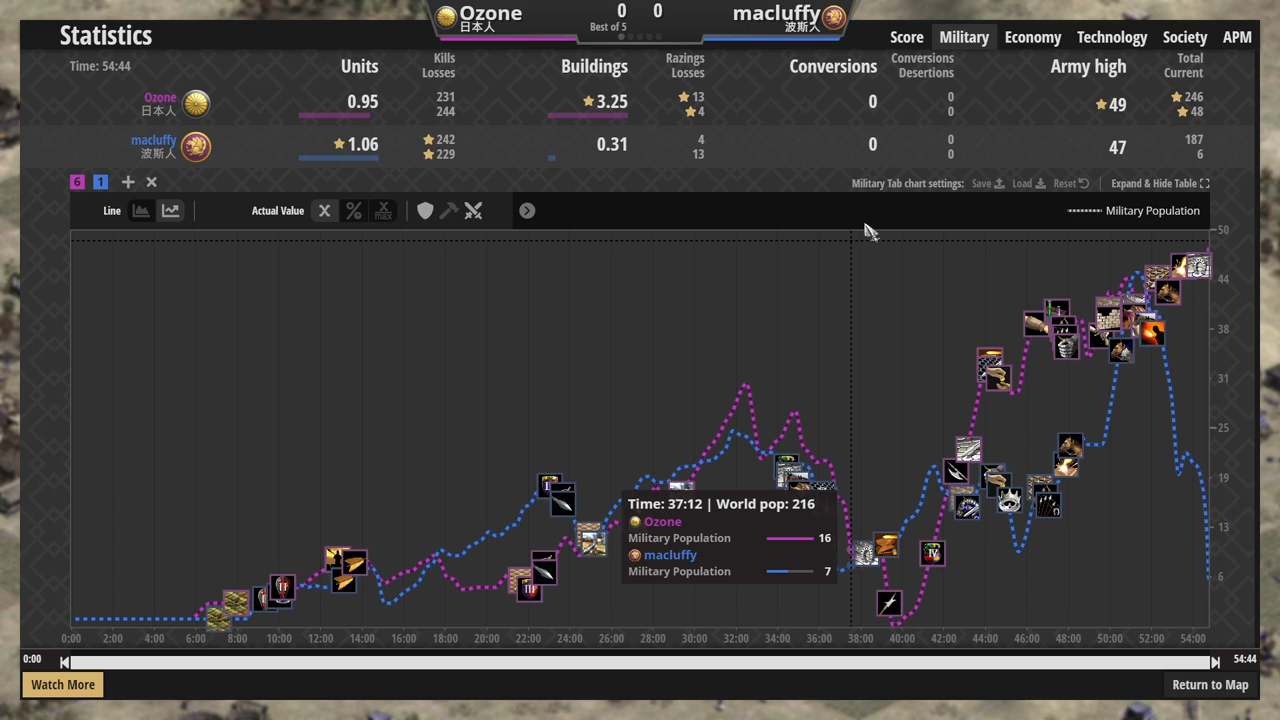 Ozone
日本人
0 0
Best of 5
macluffy
波斯人
Statistics
Score Military Economy Technology Society APM
Time: 54:44
Units
Kills
Losses
Buildings
Razings
Losses
Conversions
Conversions
Desertions
Army high
Total
Current
Ozone
日本人
0.95
231
244
3.25
13
4
0
0
0
49
246
48
macluffy
波斯人
1.06
242
229
0.31
4
13
0
0
0
47
187
6
6 1
Military Tab chart settings: Save Load Reset
Expand & Hide Table
Line
Actual Value X % X max
Military Population
50
44
38
31
25
19
13
6
Time: 37:12 | World pop: 216
Ozone
Military Population 16
macluffy
Military Population 7
0:00 2:00 4:00 6:00 8:00 10:00 12:00 14:00 16:00 18:00 20:00 22:00 24:00 26:00 28:00 30:00 32:00 34:00 36:00 38:00 40:00 42:00 44:00 46:00 48:00 50:00 52:00 54:00
0:00 54:44
Watch More
Return to Map